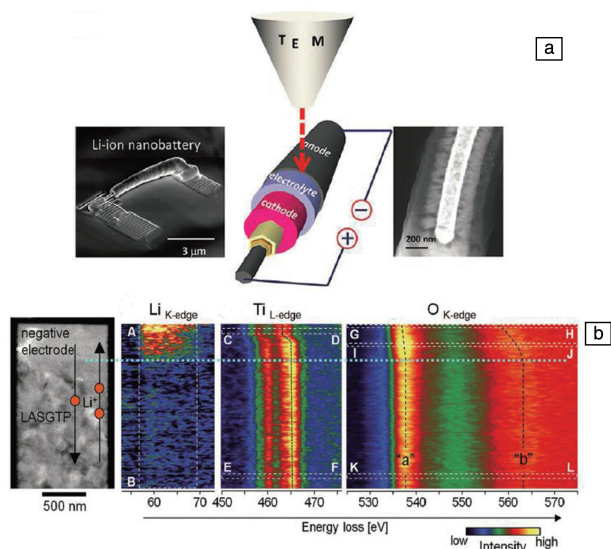 T E M
a
Li-ion nanobattery
3 μm
anode
electrolyte
cathode
−
+
200 nm
b
Li K-edge
Ti L-edge
O K-edge
negative
electrode
LASGTP
Li+
500 nm
A
B
C
D
E
F
G
H
I
J
K
L
"a"
"b"
60
70
450
460
470
530
540
550
560
570
Energy loss [eV]
low
Intensity
high